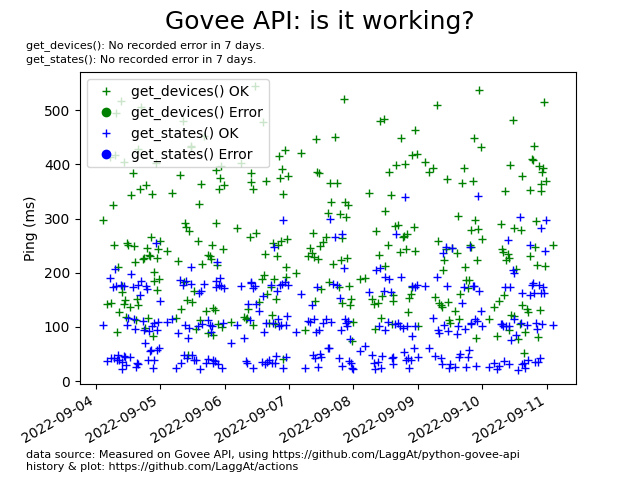 Govee API: is it working?
get_devices(): No recorded error in 7 days.
get_states(): No recorded error in 7 days.
get_devices() OK
get_devices() Error
get_states() OK
get_states() Error
Ping (ms)
500
400
300
200
100
0
2022-09-04
2022-09-05
2022-09-06
2022-09-07
2022-09-08
2022-09-09
2022-09-10
2022-09-11
data source: Measured on Govee API, using https://github.com/LaggAt/python-govee-api
history & plot: https://github.com/LaggAt/actions